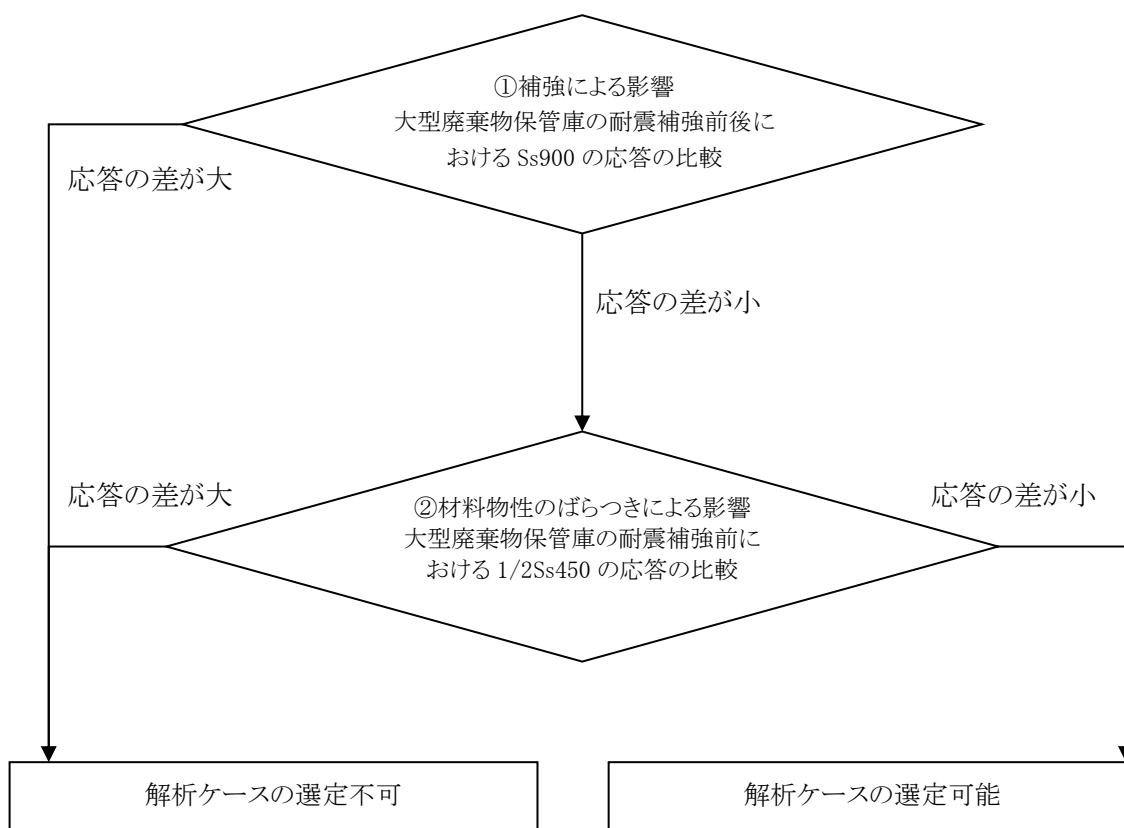 ①補強による影響
大型廃棄物保管庫の耐震補強前後に
おける Ss900 の応答の比較
応答の差が大
応答の差が小
応答の差が大
②材料物性のばらつきによる影響
大型廃棄物保管庫の耐震補強前に
おける 1/2Ss450 の応答の比較
応答の差が小
解析ケースの選定不可
解析ケースの選定可能